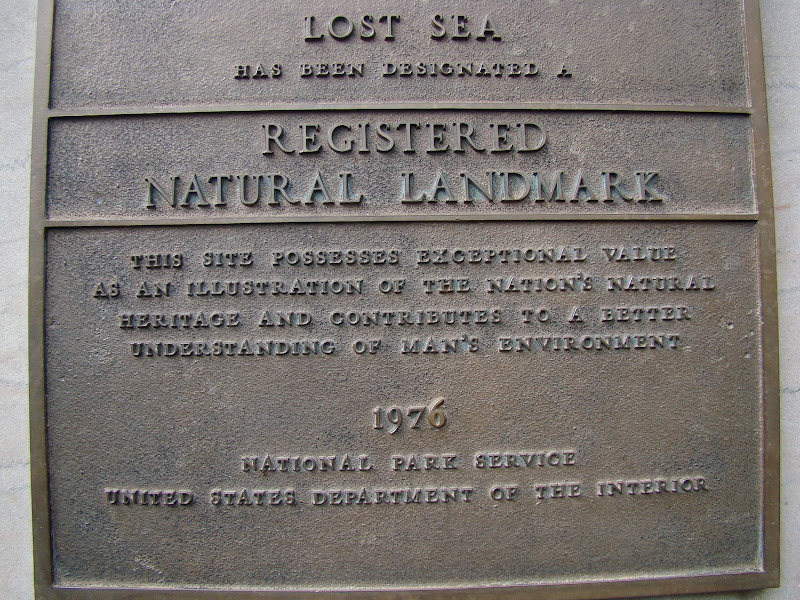 LOST SEA
HAS BEEN DESIGNATED A
REGISTERED
NATURAL LANDMARK
THIS SITE POSSESSES EXCEPTIONAL VALUE
AS AN ILLUSTRATION OF THE NATION'S NATURAL
HERITAGE AND CONTRIBUTES TO A BETTER
UNDERSTANDING OF MAN'S ENVIRONMENT
1976
NATIONAL PARK SERVICE
UNITED STATES DEPARTMENT OF THE INTERIOR